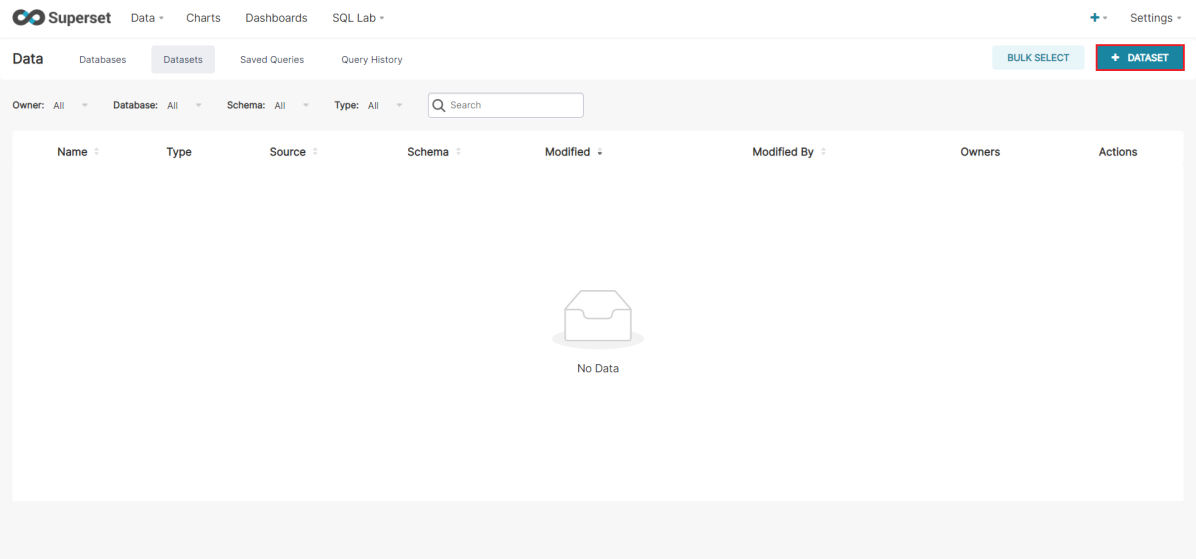 Superset Data Charts Dashboards SQL Lab + Settings
Data Databases Datasets Saved Queries Query History BULK SELECT + DATASET
Owner: All Database: All Schema: All Type: All Search
Name Type Source Schema Modified Modified By Owners Actions
No Data